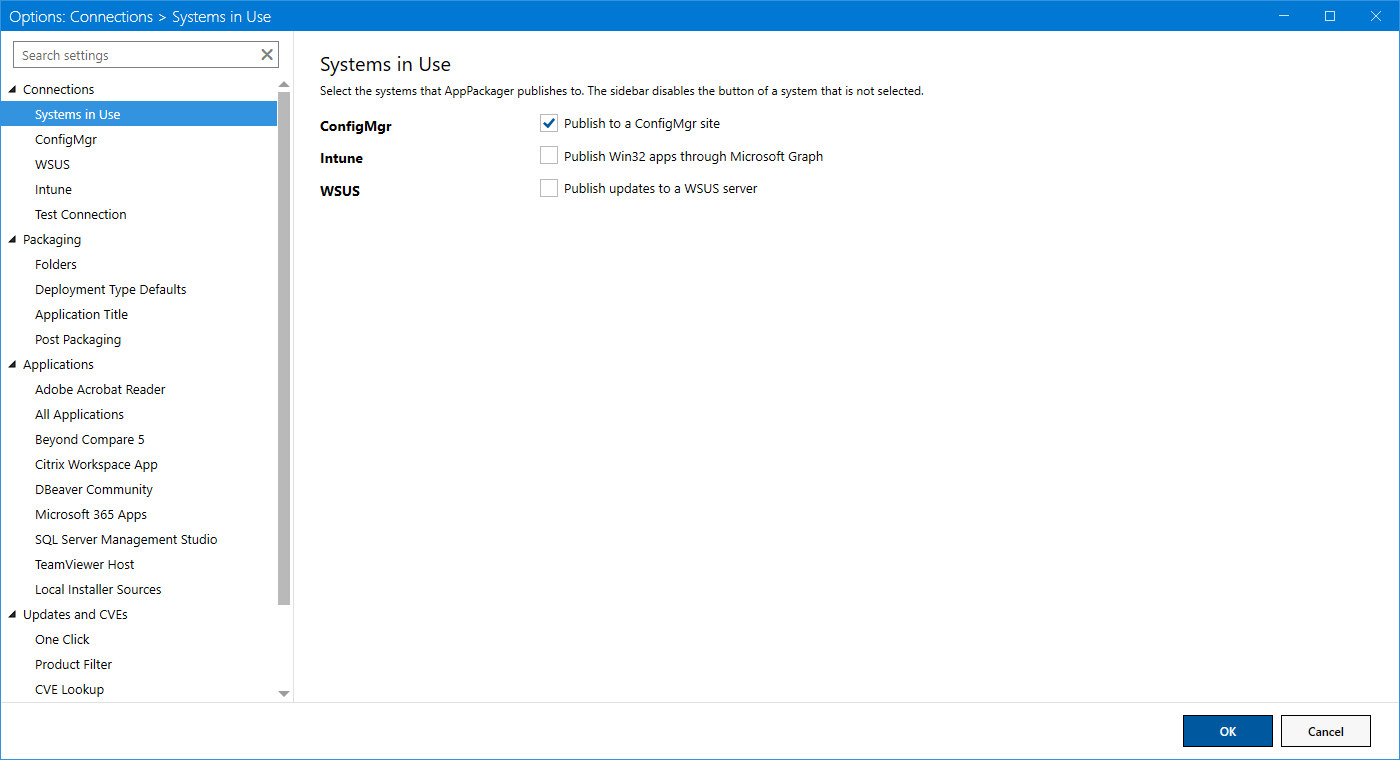 Options: Connections > Systems in Use
Search settings
Connections
Systems in Use
ConfigMgr
WSUS
Intune
Test Connection
Packaging
Folders
Deployment Type Defaults
Application Title
Post Packaging
Applications
Adobe Acrobat Reader
All Applications
Beyond Compare 5
Citrix Workspace App
DBeaver Community
Microsoft 365 Apps
SQL Server Management Studio
TeamViewer Host
Local Installer Sources
Updates and CVEs
One Click
Product Filter
CVE Lookup
Systems in Use
Select the systems that AppPackager publishes to. The sidebar disables the button of a system that is not selected.
ConfigMgr Publish to a ConfigMgr site
Intune Publish Win32 apps through Microsoft Graph
WSUS Publish updates to a WSUS server
OK Cancel